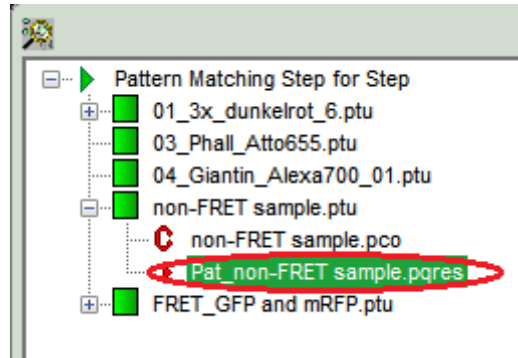 Pattern Matching Step for Step
01_3x_dunkelrot_6.ptu
03_Phall_Atto655.ptu
04_Giantin_Alexa700_01.ptu
non-FRET sample.ptu
C non-FRET sample.pco
Pat_non-FRET sample.pqres
FRET_GFP and mRFP.ptu